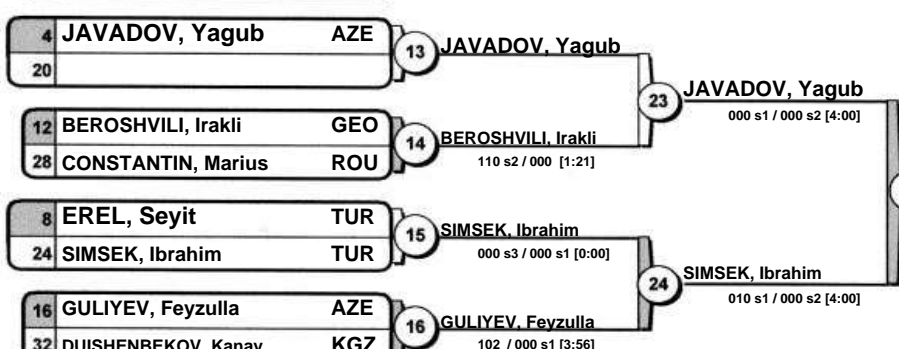 4 JAVADOV, Yagub AZE
20
13
JAVADOV, Yagub
23
JAVADOV, Yagub
000 s1 / 000 s2 [4:00]
12 BEROSHVILI, Irakli GEO
28 CONSTANTIN, Marius ROU
14
BEROSHVILI, Irakli
110 s2 / 000 [1:21]
8 EREL, Seyit TUR
24 SIMSEK, Ibrahim TUR
15
SIMSEK, Ibrahim
000 s3 / 000 s1 [0:00]
24
SIMSEK, Ibrahim
010 s1 / 000 s2 [4:00]
16 GULIYEV, Feyzulla AZE
32 DUISHENBEKOV, Kanay KGZ
16
GULIYEV, Feyzulla
102 / 000 s1 [3:56]